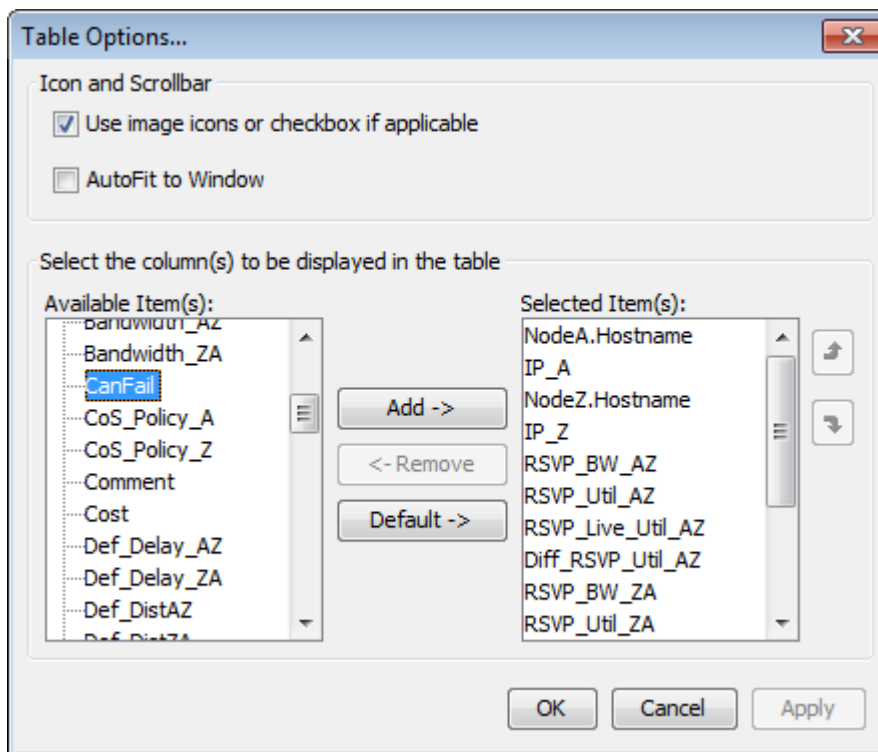 Table Options...
Icon and Scrollbar
Use image icons or checkbox if applicable
AutoFit to Window
Select the column(s) to be displayed in the table
Available Item(s):
Bandwidth_AZ
Bandwidth_ZA
CanFail
CoS_Policy_A
CoS_Policy_Z
Comment
Cost
Def_Delay_AZ
Def_Delay_ZA
Def_DistAZ
Def_DistZA
Add ->
<- Remove
Default ->
Selected Item(s):
NodeA.Hostname
IP_A
NodeZ.Hostname
IP_Z
RSVP_BW_AZ
RSVP_Util_AZ
RSVP_Live_Util_AZ
Diff_RSVP_Util_AZ
RSVP_BW_ZA
RSVP_Util_ZA
OK Cancel Apply